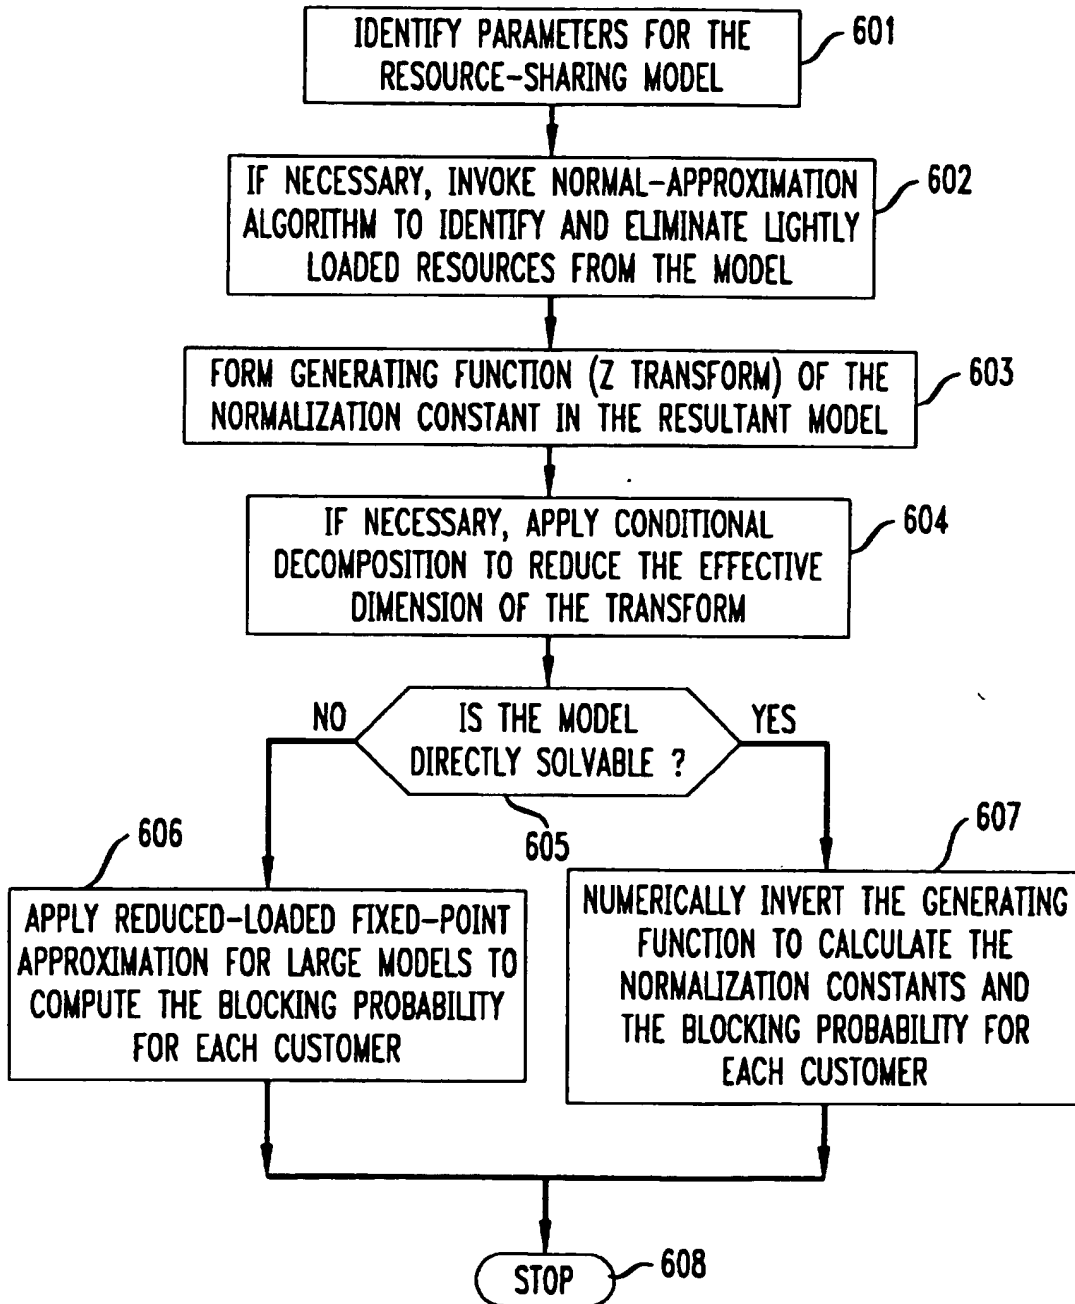 IDENTIFY PARAMETERS FOR THE
RESOURCE-SHARING MODEL
601
IF NECESSARY, INVOKE NORMAL-APPROXIMATION
ALGORITHM TO IDENTIFY AND ELIMINATE LIGHTLY
LOADED RESOURCES FROM THE MODEL
602
FORM GENERATING FUNCTION (Z TRANSFORM) OF THE
NORMALIZATION CONSTANT IN THE RESULTANT MODEL
603
IF NECESSARY, APPLY CONDITIONAL
DECOMPOSITION TO REDUCE THE EFFECTIVE
DIMENSION OF THE TRANSFORM
604
NO
IS THE MODEL
DIRECTLY SOLVABLE ?
YES
605
606
APPLY REDUCED-LOADED FIXED-POINT
APPROXIMATION FOR LARGE MODELS TO
COMPUTE THE BLOCKING PROBABILITY
FOR EACH CUSTOMER
607
NUMERICALLY INVERT THE GENERATING
FUNCTION TO CALCULATE THE
NORMALIZATION CONSTANTS AND
THE BLOCKING PROBABILITY FOR
EACH CUSTOMER
STOP
608